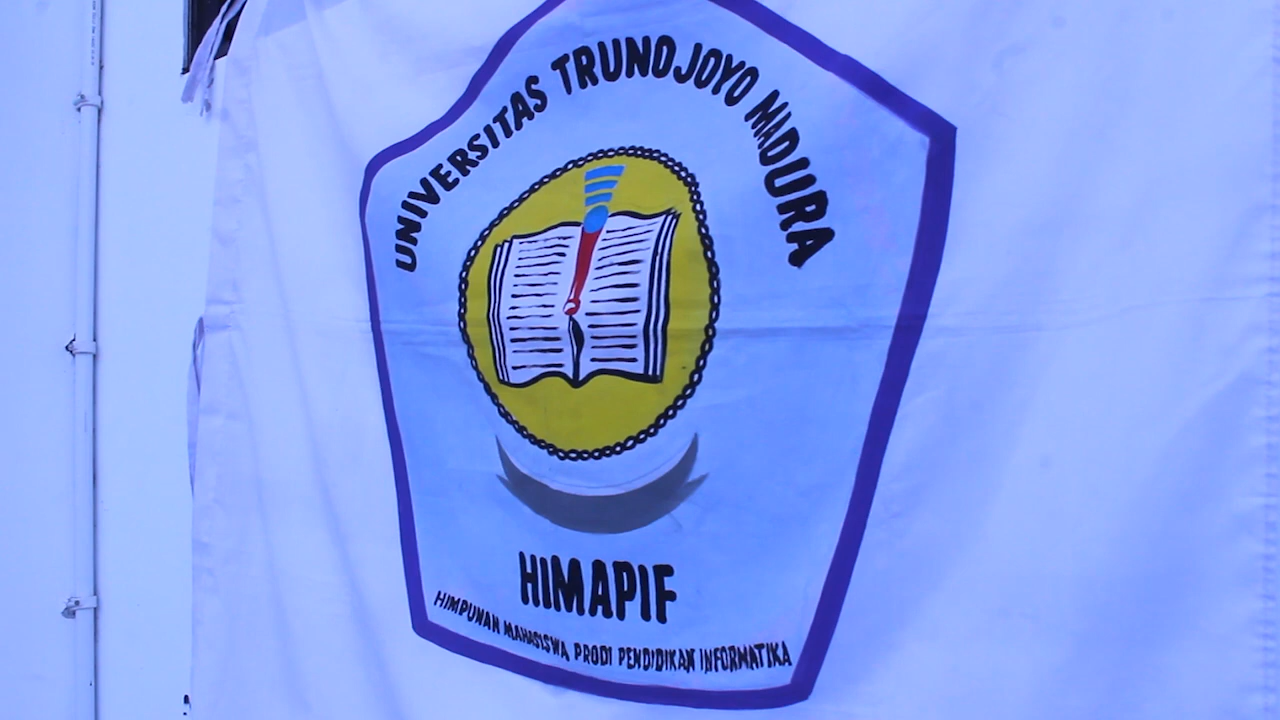 UNIVERSITAS TRUNOJOYO MADURA
HIMAPIF
HIMPUNAN MAHASISWA PRODI PENDIDIKAN INFORMATIKA